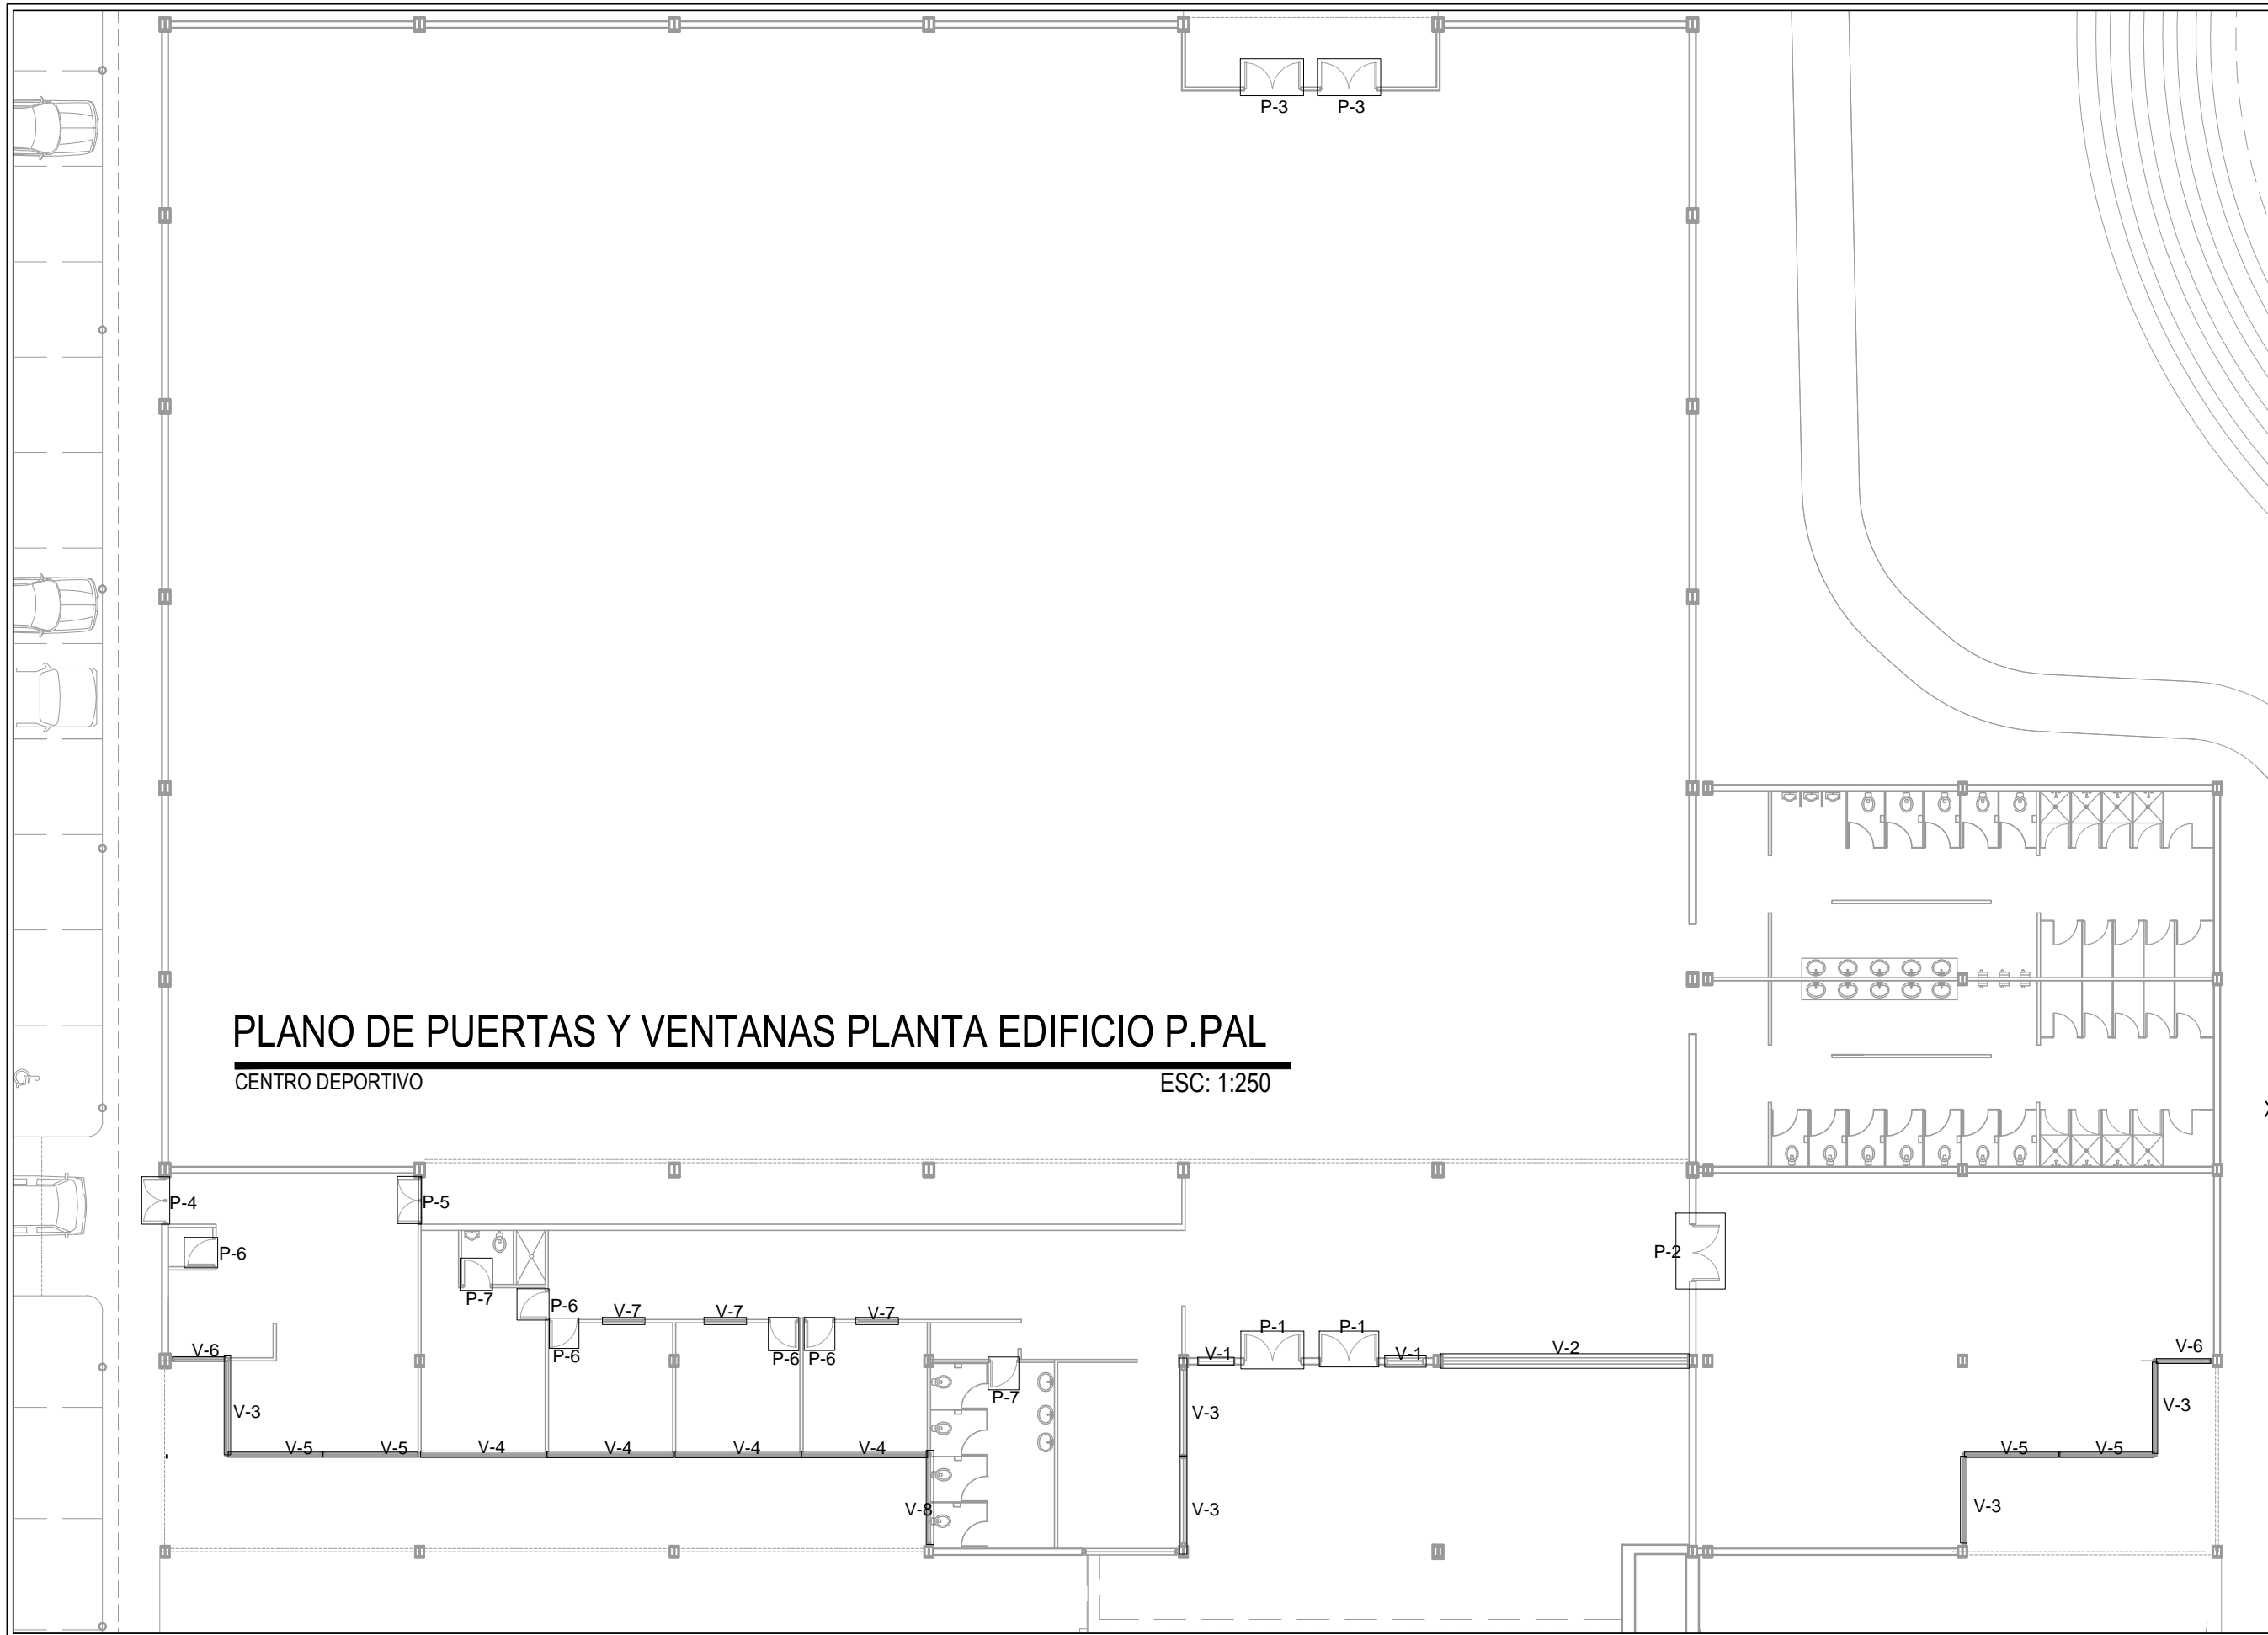 P-3 P-3
PLANO DE PUERTAS Y VENTANAS PLANTA EDIFICIO P.PAL
CENTRO DEPORTIVO ESC: 1:250
P-4 P-5
P-6 P-2
P-7 P-6 V-7 V-7 V-7
P-1 P-1
P-6 P-6 P-6
V-6 V-1 V-1 V-2 V-6
P-7
V-3 V-3 V-3
V-5 V-5 V-4 V-4 V-4 V-4 V-5 V-5
V-8 V-3 V-3